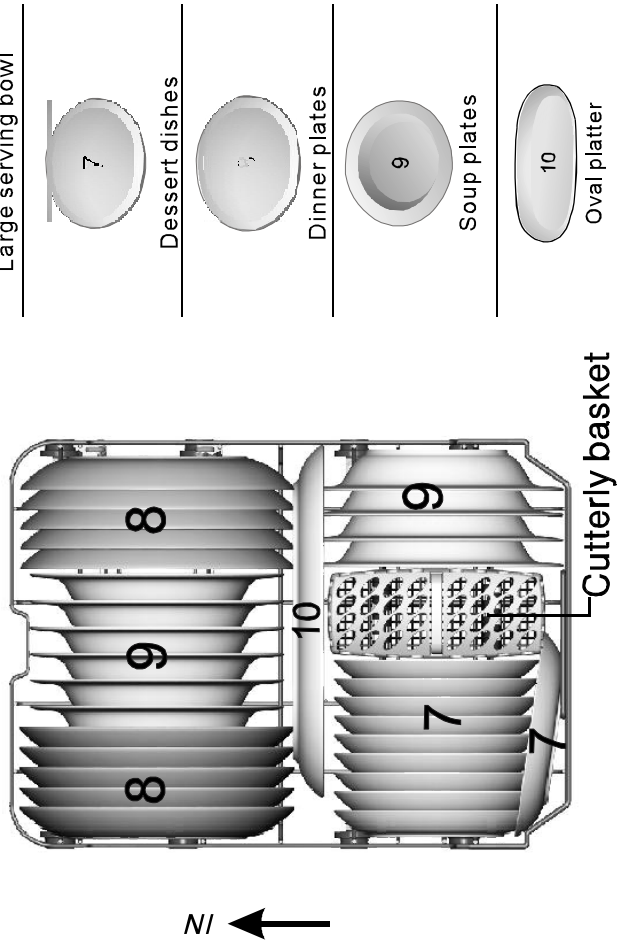 Large serving bowl
7
Dessert dishes
Dinner plates
9
Soup plates
10
Oval platter
8
9
8
10
9
7
7
Cutterly basket
NI